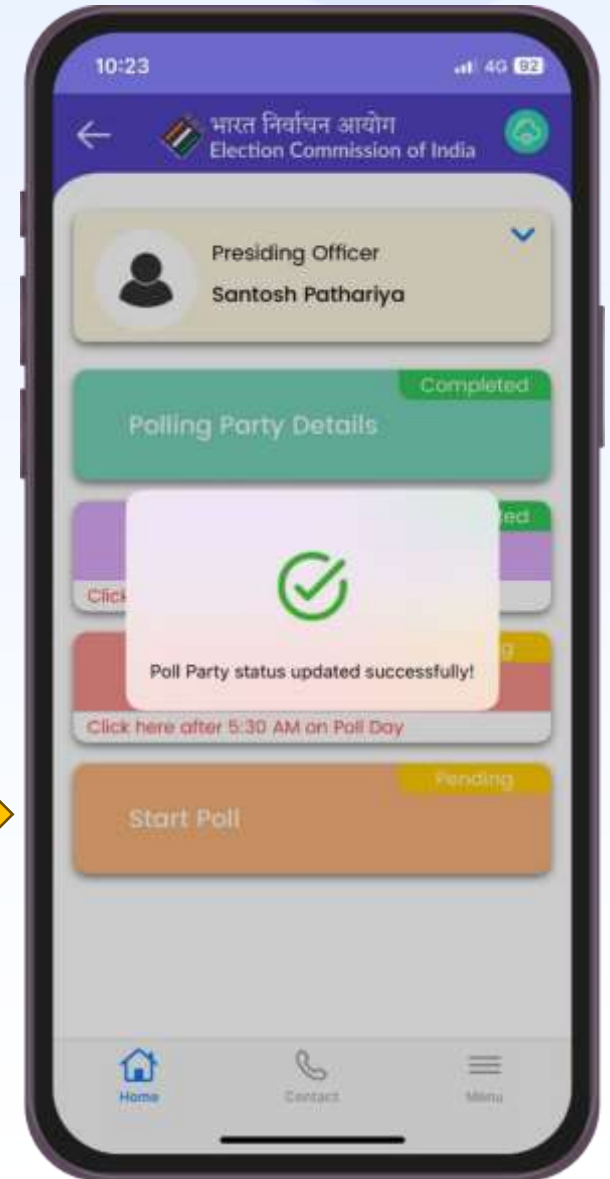 10:23
4G 92
भारत निर्वाचन आयोग
Election Commission of India
Presiding Officer
Santosh Pathariya
Completed
Polling Party Details
Poll Party status updated successfully!
Click here after 5:30 AM on Poll Day
Pending
Start Poll
Home
Contact
Menu